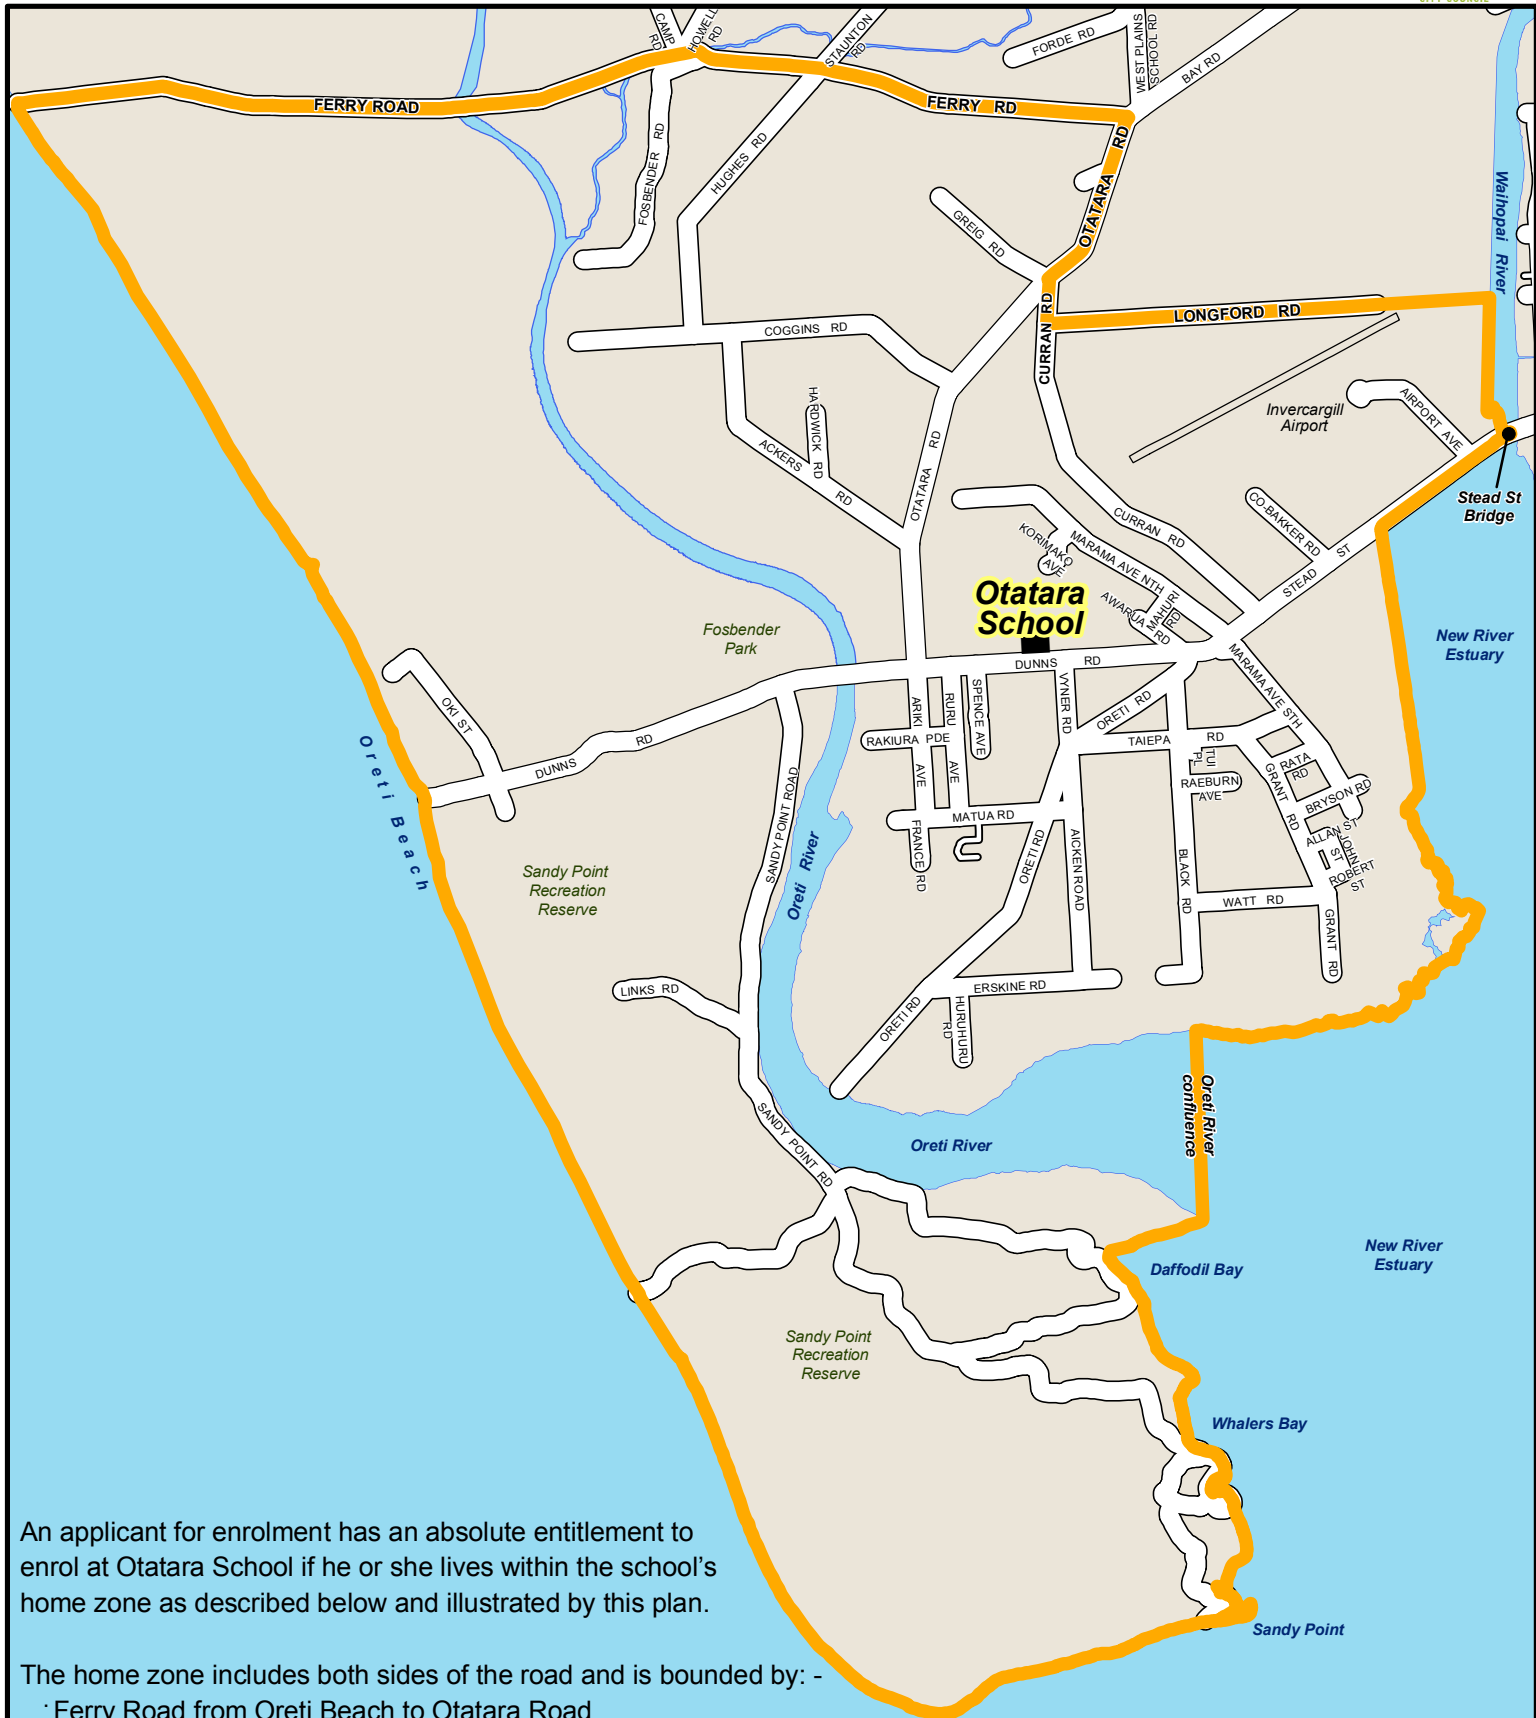 CAMP RD
HOWELL RD
STAUNTON RD
FORDE RD
WEST PLAINS SCHOOL RD
BAY RD
FERRY ROAD
FERRY RD
FOSBENDER RD
HUGHES RD
OTATARA RD
GREIG RD
Waihopai River
CURRAN RD
LONGFORD RD
COGGINS RD
HARDWICK RD
ACKERS RD
OTATARA RD
Invercargill
Airport
AIRPORT AVE
Stead St
Bridge
CO-BAKKER RD
STEAD ST
CURRAN RD
KORIMAKO AVE
MARAMA AVE NTH
MAHURI RD
AWARUA RD
Otatara
School
Fosbender
Park
New River
Estuary
DUNNS RD
VYNER RD
ORETI RD
MARAMA AVE STH
OKI ST
ARIKI AVE
RURU AVE
SPENCE AVE
RAKIURA PDE
TAIEPA RD
TUI PL
RAEBURN AVE
GRANT RD
RATA RD
BRYSON RD
ALLAN ST
JOHN ST
ROBERT ST
DUNNS RD
Oreti Beach
SANDY POINT ROAD
Oreti River
MATUA RD
FRANCE RD
ORETI RD
AICKEN ROAD
BLACK RD
WATT RD
GRANT RD
Sandy Point
Recreation
Reserve
LINKS RD
ERSKINE RD
HURUHURU RD
ORETI RD
Oreti River
confluence
SANDY POINT RD
Oreti River
Daffodil Bay
New River
Estuary
Sandy Point
Recreation
Reserve
Whalers Bay
Sandy Point
An applicant for enrolment has an absolute entitlement to
enrol at Otatara School if he or she lives within the school's
home zone as described below and illustrated by this plan.
The home zone includes both sides of the road and is bounded by: -
· Ferry Road from Oreti Beach to Otatara Road